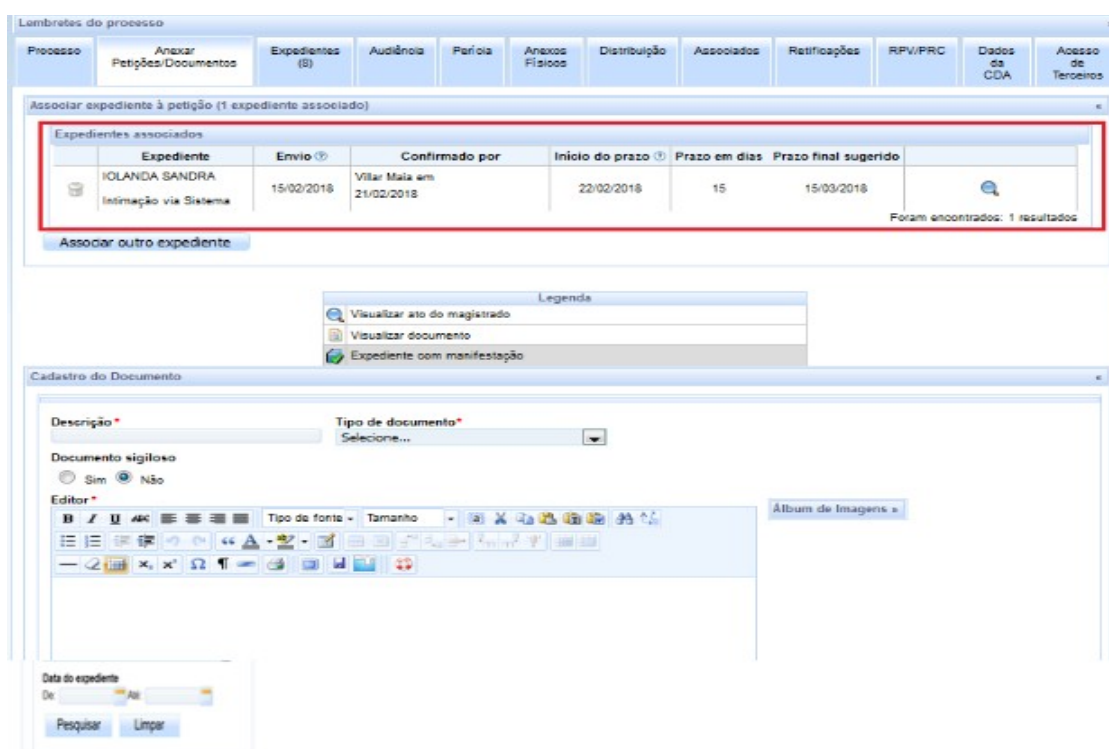 Lembretes do processo
Processo Anexar Petições/Documentos Expedientes (8) Audiência Perícia Anexos Físicos Distribuição Associados Retificações RPV/PRC Dados da CDA Acesso de Terceiros
Associar expediente à petição (1 expediente associado)
Expedientes associados
Expediente Envio Confirmado por Início do prazo Prazo em dias Prazo final sugerido
IOLANDA SANDRA
Intimação via Sistema
15/02/2018
Villar Maia em
21/02/2018
22/02/2018 15 15/03/2018
Foram encontrados: 1 resultados
Associar outro expediente
Legenda
Visualizar ato do magistrado
Visualizar documento
Expediente com manifestação
Cadastro do Documento
Descrição* Tipo de documento*
Selecione...
Documento sigiloso
Sim Não
Editor*
B I U ABC Tipo de fonte Tamanho
Álbum de Imagens »
Data do expediente
De: Até:
Pesquisar Limpar